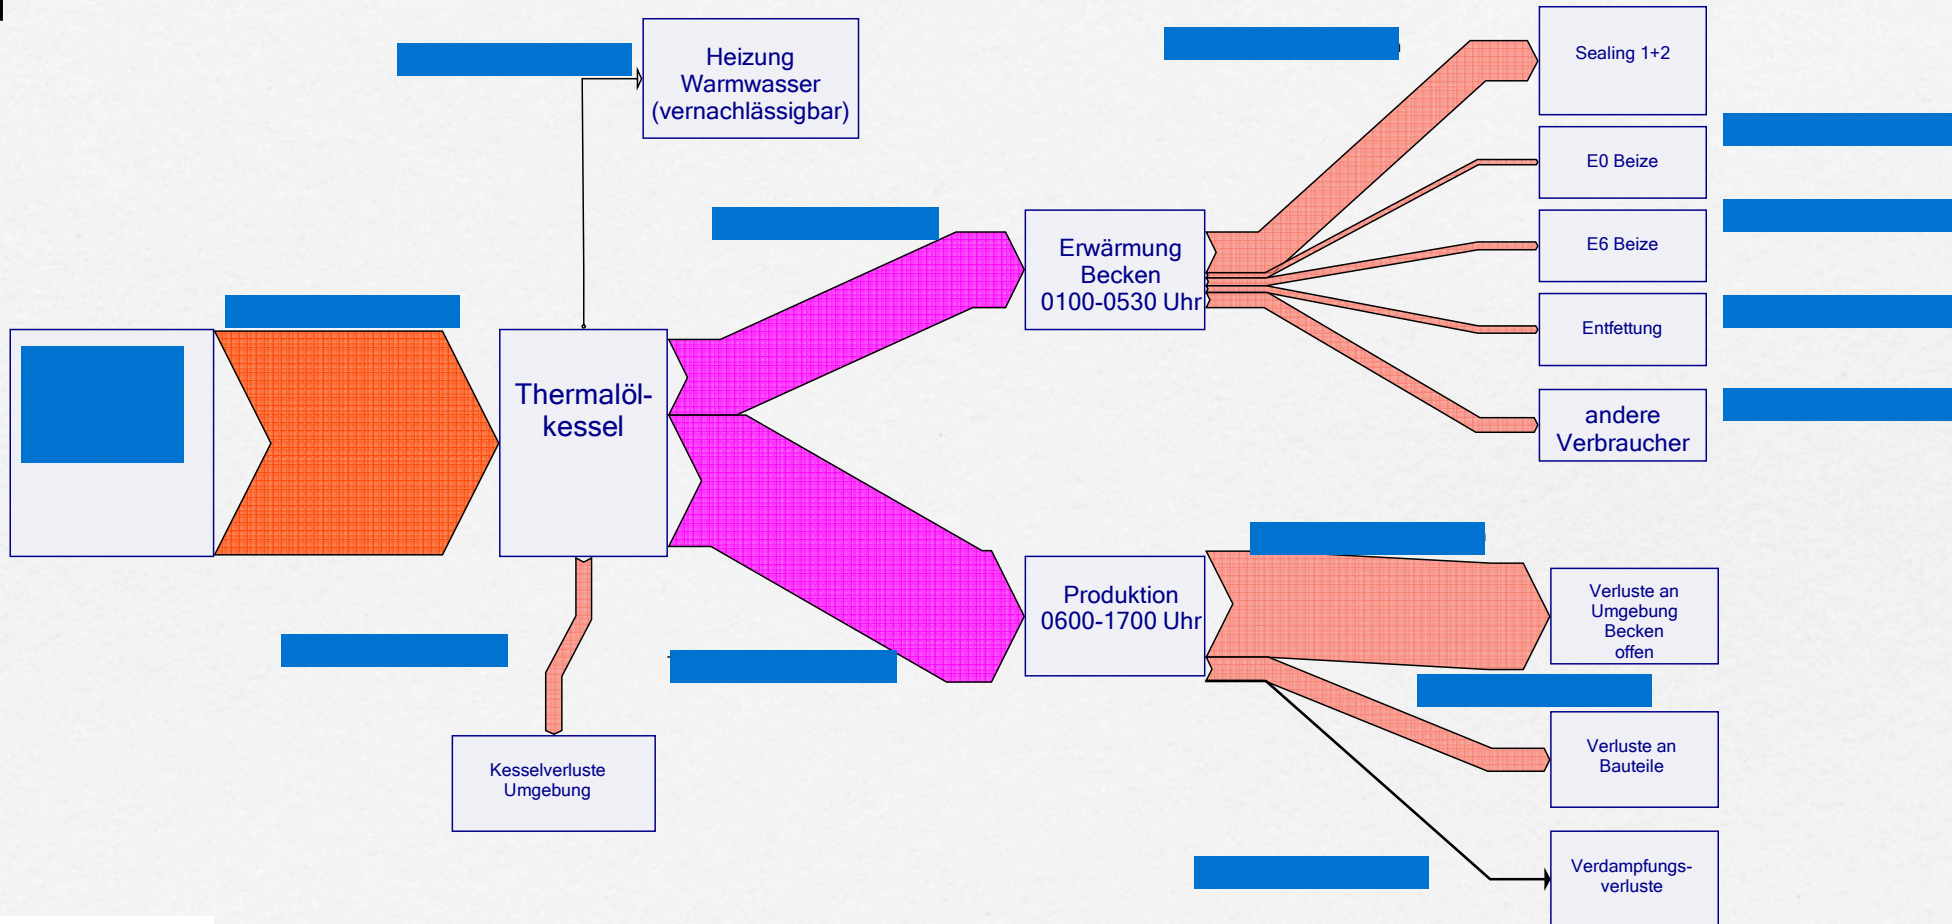 Heizung
Warmwasser
(vernachlässigbar)
Sealing 1+2
E0 Beize
E6 Beize
Entfettung
andere
Verbraucher
Erwärmung
Becken
0100-0530 Uhr
Thermalöl-
kessel
Produktion
0600-1700 Uhr
Verluste an
Umgebung
Becken
offen
Verluste an
Bauteile
Verdampfungs-
verluste
Kesselverluste
Umgebung